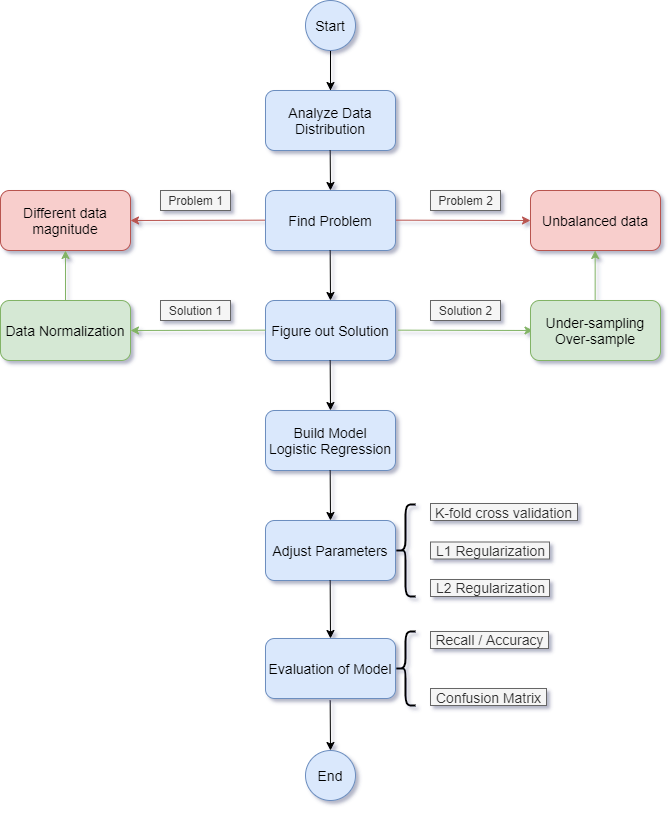 Start
Analyze Data
Distribution
Problem 1
Problem 2
Different data
magnitude
Find Problem
Unbalanced data
Solution 1
Solution 2
Data Normalization
Figure out Solution
Under-sampling
Over-sample
Build Model
Logistic Regression
K-fold cross validation
Adjust Parameters
L1 Regularization
L2 Regularization
Recall / Accuracy
Evaluation of Model
Confusion Matrix
End